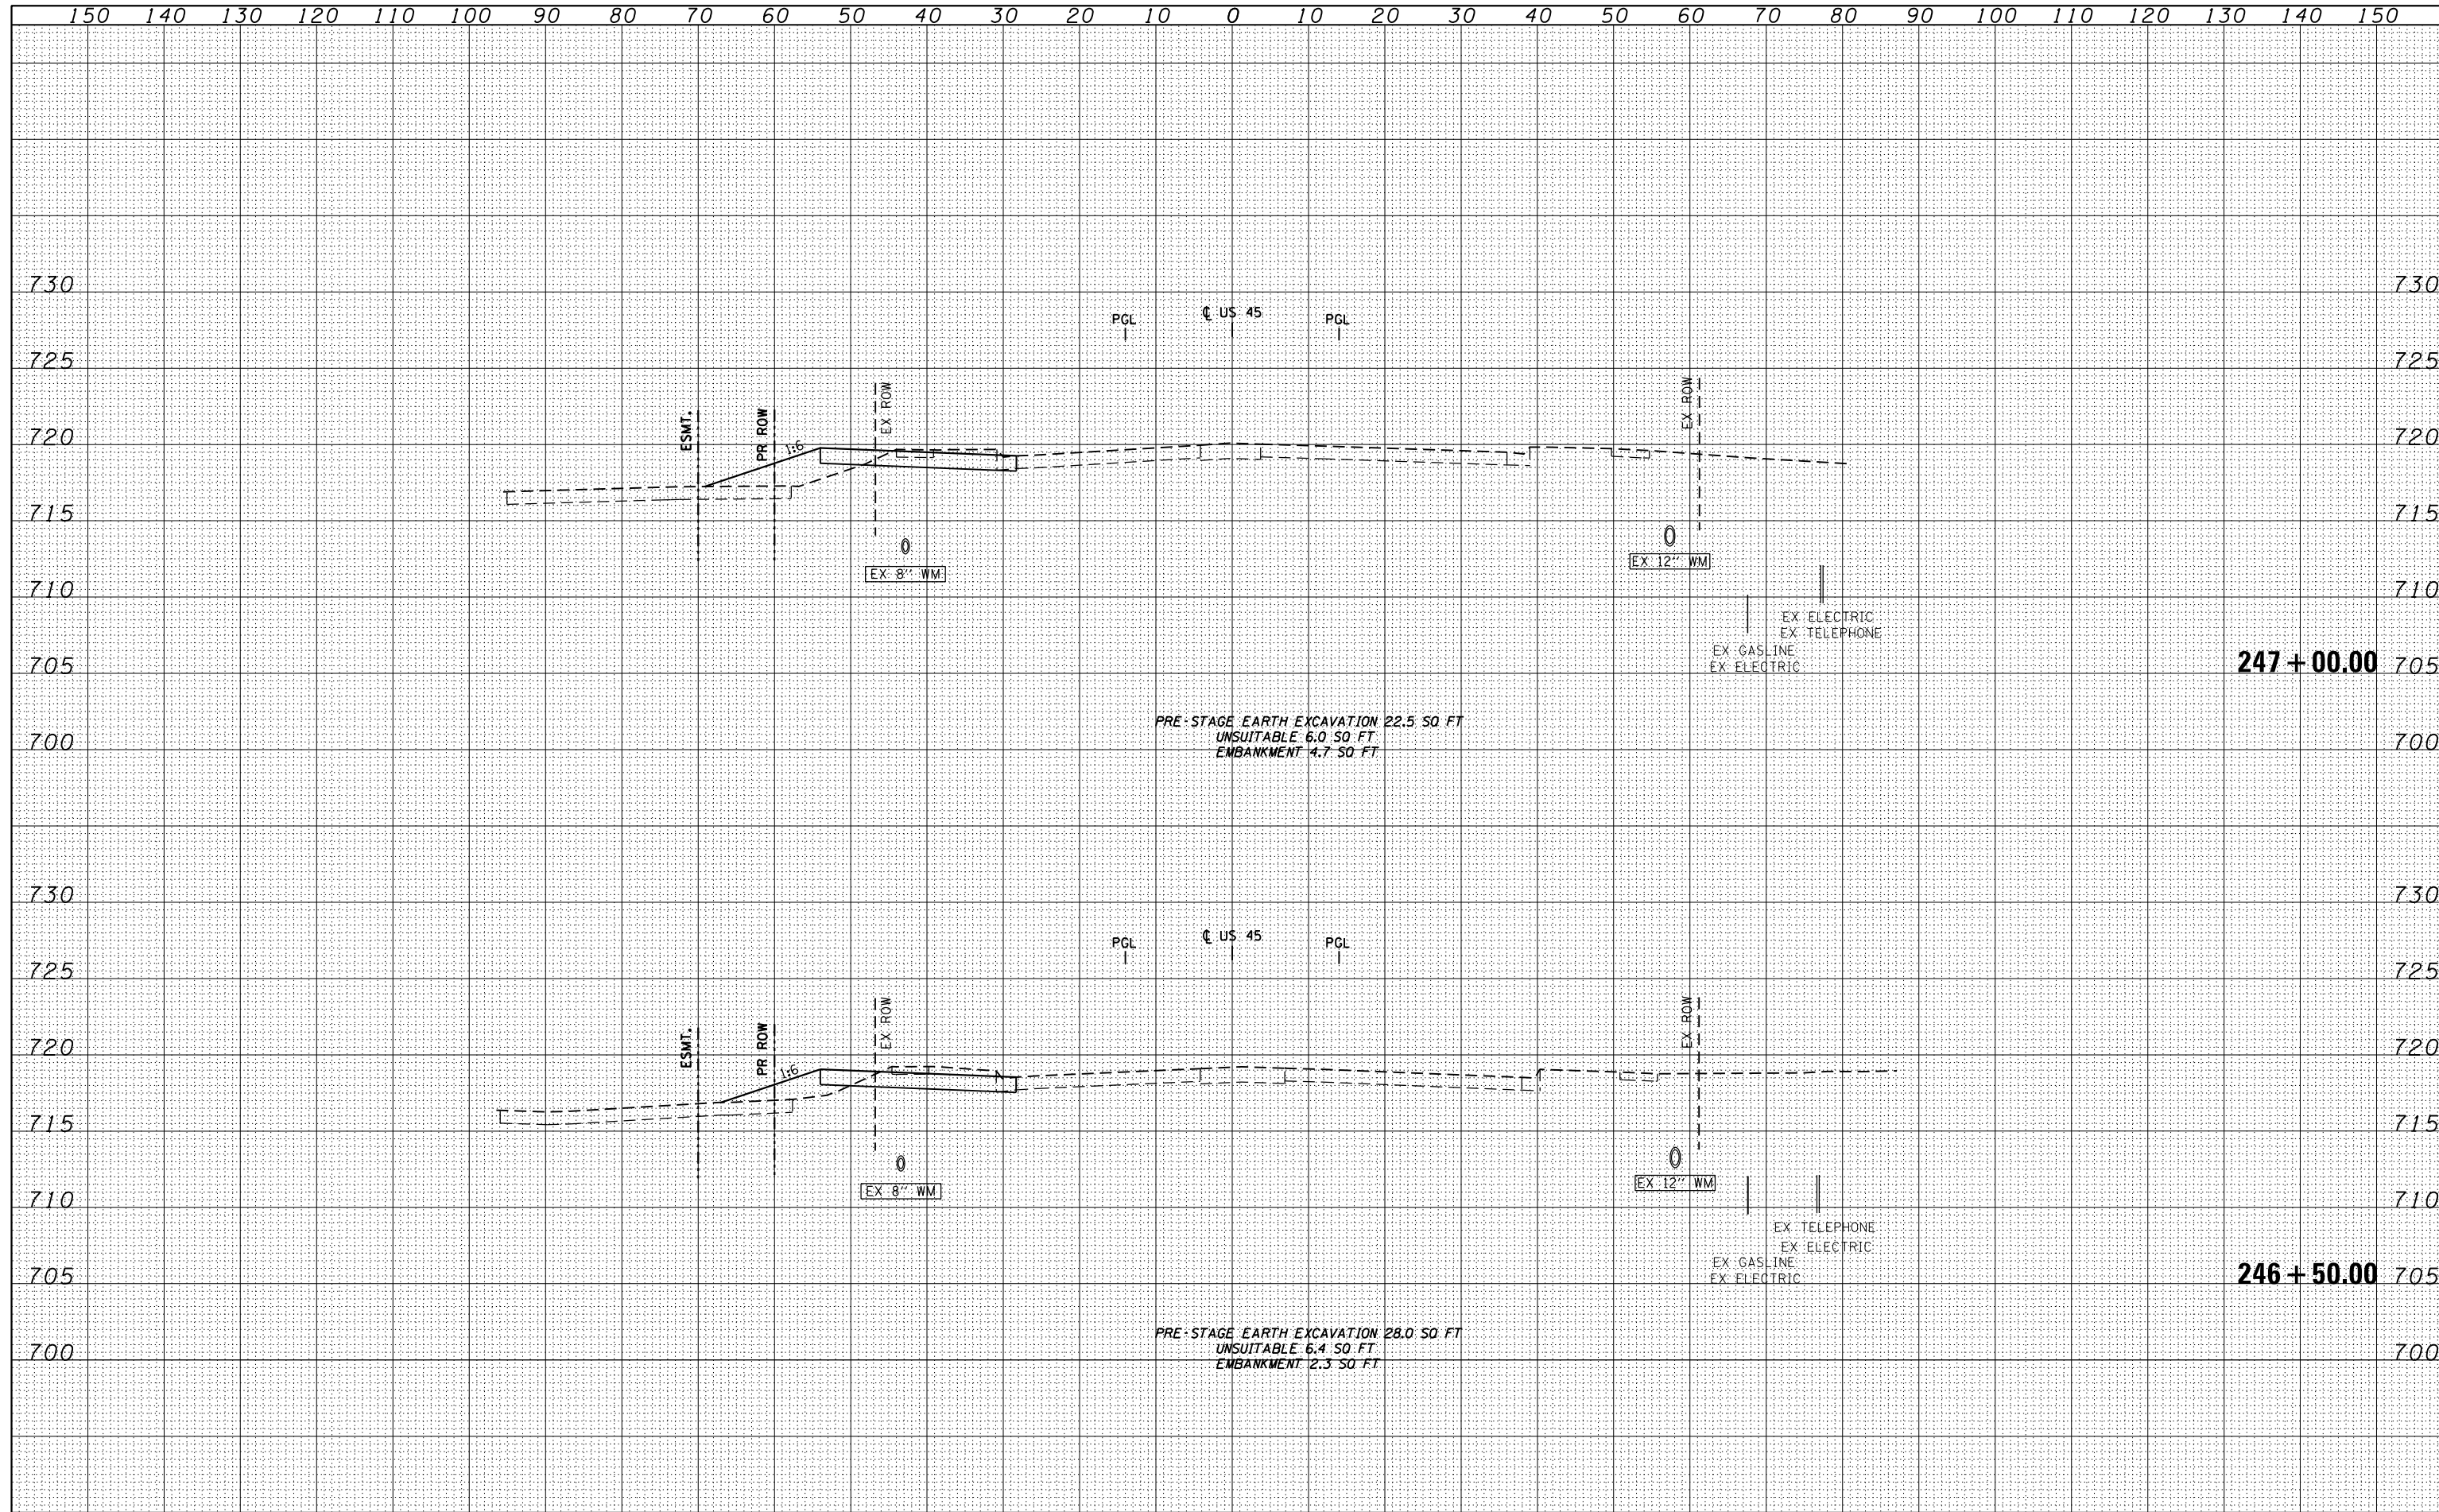 150 140 130 120 110 100 90 80 70 60 50 40 30 20 10 0 10 20 30 40 50 60 70 80 90 100 110 120 130 140 150
730 730
℄ US 45
PGL PGL
725 725
EX ROW EX ROW
ESMT. PR ROW
1:6
720 720
715 715
EX 12'' WM
EX 8'' WM
710 710
EX ELECTRIC
EX TELEPHONE
EX GASLINE
EX ELECTRIC
247+00.00
705 705
PRE-STAGE EARTH EXCAVATION 22.5 SQ FT
UNSUITABLE 6.0 SQ FT
EMBANKMENT 4.7 SQ FT
700 700
730 730
℄ US 45
PGL PGL
725 725
EX ROW EX ROW
ESMT. PR ROW
1:6
720 720
715 715
EX 12'' WM
EX 8'' WM
710 710
EX TELEPHONE
EX ELECTRIC
EX GASLINE
EX ELECTRIC
246+50.00
705 705
PRE-STAGE EARTH EXCAVATION 28.0 SQ FT
UNSUITABLE 6.4 SQ FT
EMBANKMENT 2.3 SQ FT
700 700